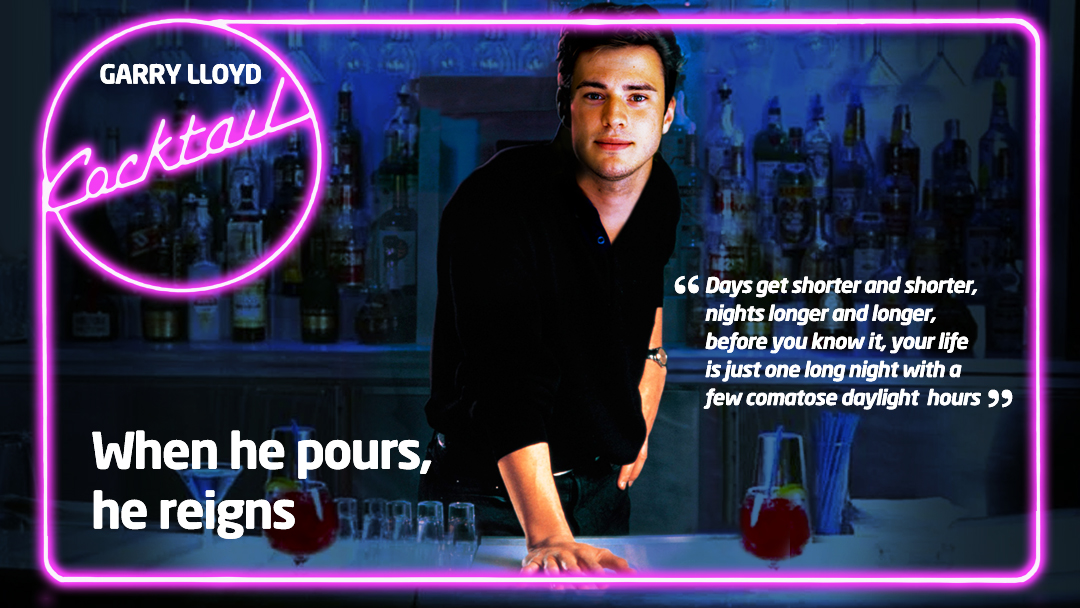 GARRY LLOYD
Cocktail
“ Days get shorter and shorter,
nights longer and longer,
before you know it, your life
is just one long night with a
few comatose daylight hours ”
When he pours,
he reigns